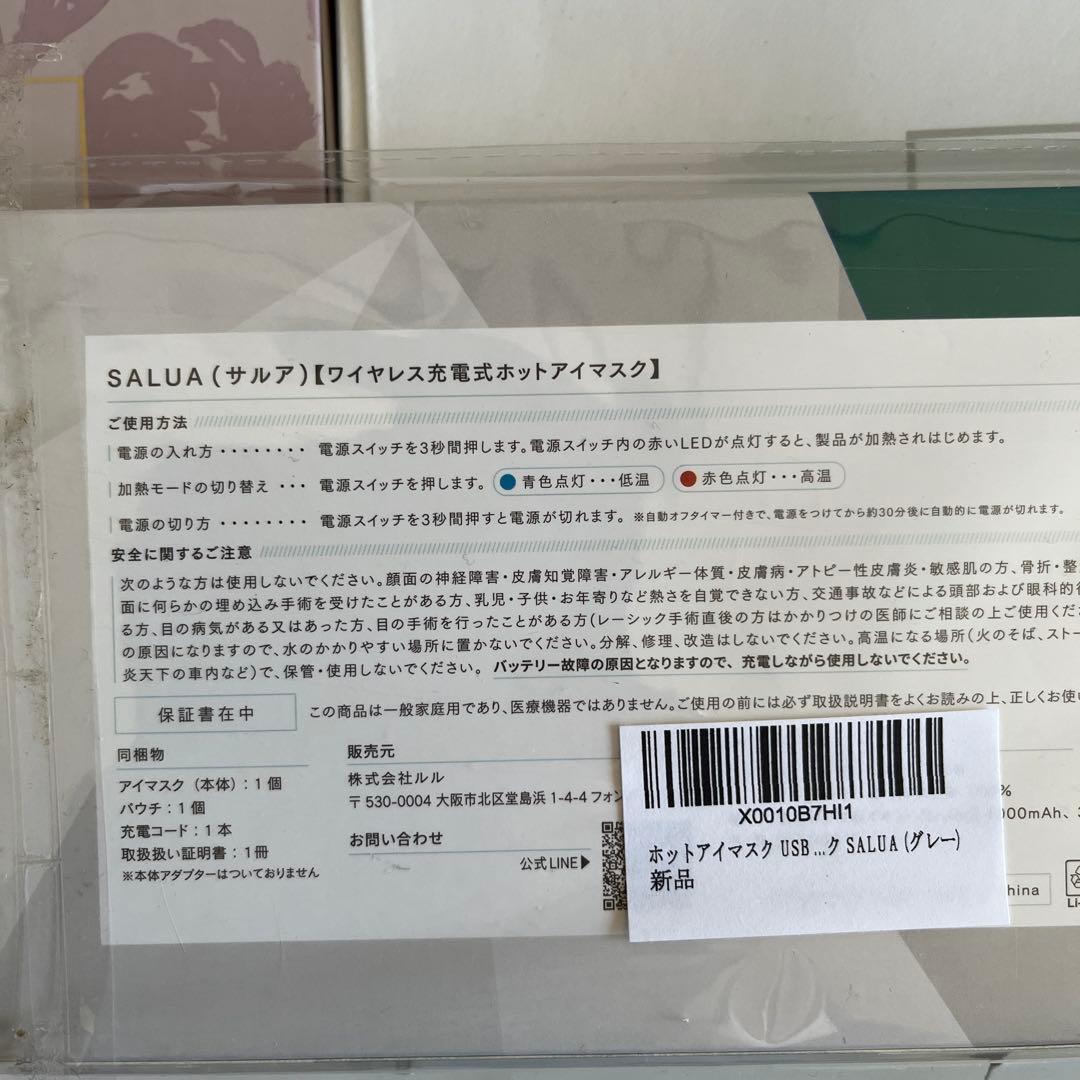 SALUA(サルア)【ワイヤレス充電式ホットアイマスク】
ご使用方法
電源の入れ方・・・・・・・・ 電源スイッチを3秒間押します。電源スイッチ内の赤いLEDが点灯すると、製品が加熱されはじめます。
加熱モードの切り替え・・・ 電源スイッチを押します。 青色点灯・・・低温 赤色点灯・・・高温
電源の切り方・・・・・・・・ 電源スイッチを3秒間押すと電源が切れます。 ※自動オフタイマー付きで、電源をつけてから約30分後に自動的に電源が切れます。
安全に関するご注意
次のような方は使用しないでください。顔面の神経障害・皮膚知覚障害・アレルギー体質・皮膚病・アトピー性皮膚炎・敏感肌の方、骨折・整
面に何らかの埋め込み手術を受けたことがある方、乳児・子供・お年寄りなど熱さを自覚できない方、交通事故などによる頭部および眼科的
る方、目の病気がある又はあった方、目の手術を行ったことがある方(レーシック手術直後の方はかかりつけの医師にご相談の上ご使用くだ
の原因になりますので、水のかかりやすい場所に置かないでください。分解、修理、改造はしないでください。高温になる場所(火のそば、ストー
炎天下の車内など)で、保管・使用しないでください。 バッテリー故障の原因となりますので、充電しながら使用しないでください。
保証書在中
この商品は一般家庭用であり、医療機器ではありません。ご使用の前には必ず取扱説明書をよくお読みの上、正しくお使い
同梱物
アイマスク(本体):1個
パウチ:1個
充電コード:1本
取扱扱い証明書:1冊
※本体アダプターはついておりません
販売元
株式会社ルル
〒530-0004 大阪市北区堂島浜1-4-4フォン
お問い合わせ
公式LINE▶
%
000mAh、
hina
Li-
X0010B7HI1
ホットアイマスク USB ...ク SALUA (グレー)
新品